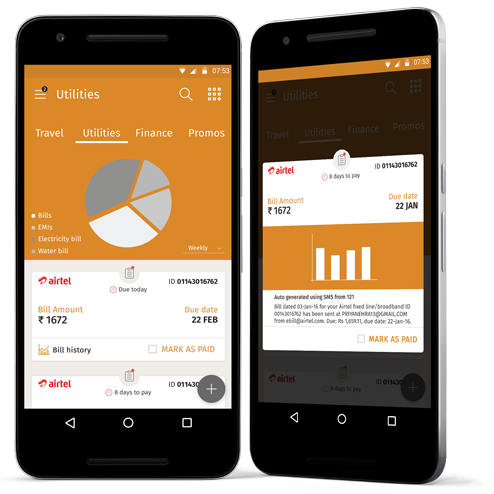 07:53
7
Utilities
Travel Utilities Finance Promos
Bills
EMIs
Electricity bill
Water bill
Weekly
airtel
Due today
ID 01143016762
Bill Amount
₹ 1672
Due date
22 FEB
Bill history
MARK AS PAID
airtel
8 days to pay
07:53
Utilities
Travel Utilities Finance Promos
airtel
8 days to pay
ID 01143016762
Bill Amount
₹ 1672
Due date
22 JAN
Auto generated using SMS from 121
Bill dated 03-Jan-16 for your Airtel fixed line/broadband ID
01143016762 has been sent at PRIYANEHRA13@GMAIL.COM
from ebill@airtel.com. Due: Rs 1,659.11, due date: 22-Jan-16.
MARK AS PAID
airtel
6 days to pay